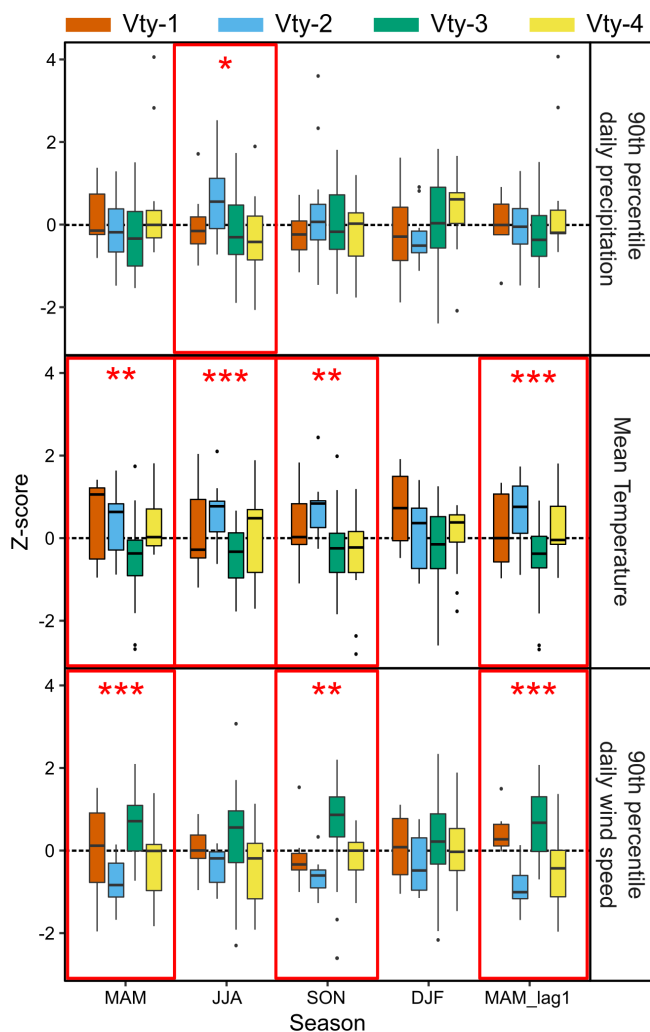 Vty-1 Vty-2 Vty-3 Vty-4
4
2
0
-2
*
90th percentile
daily precipitation
4
2
0
-2
** *** ** ***
Mean Temperature
Z-score
4
2
0
-2
*** ** ***
90th percentile
daily wind speed
MAM JJA SON DJF MAM_lag1
Season